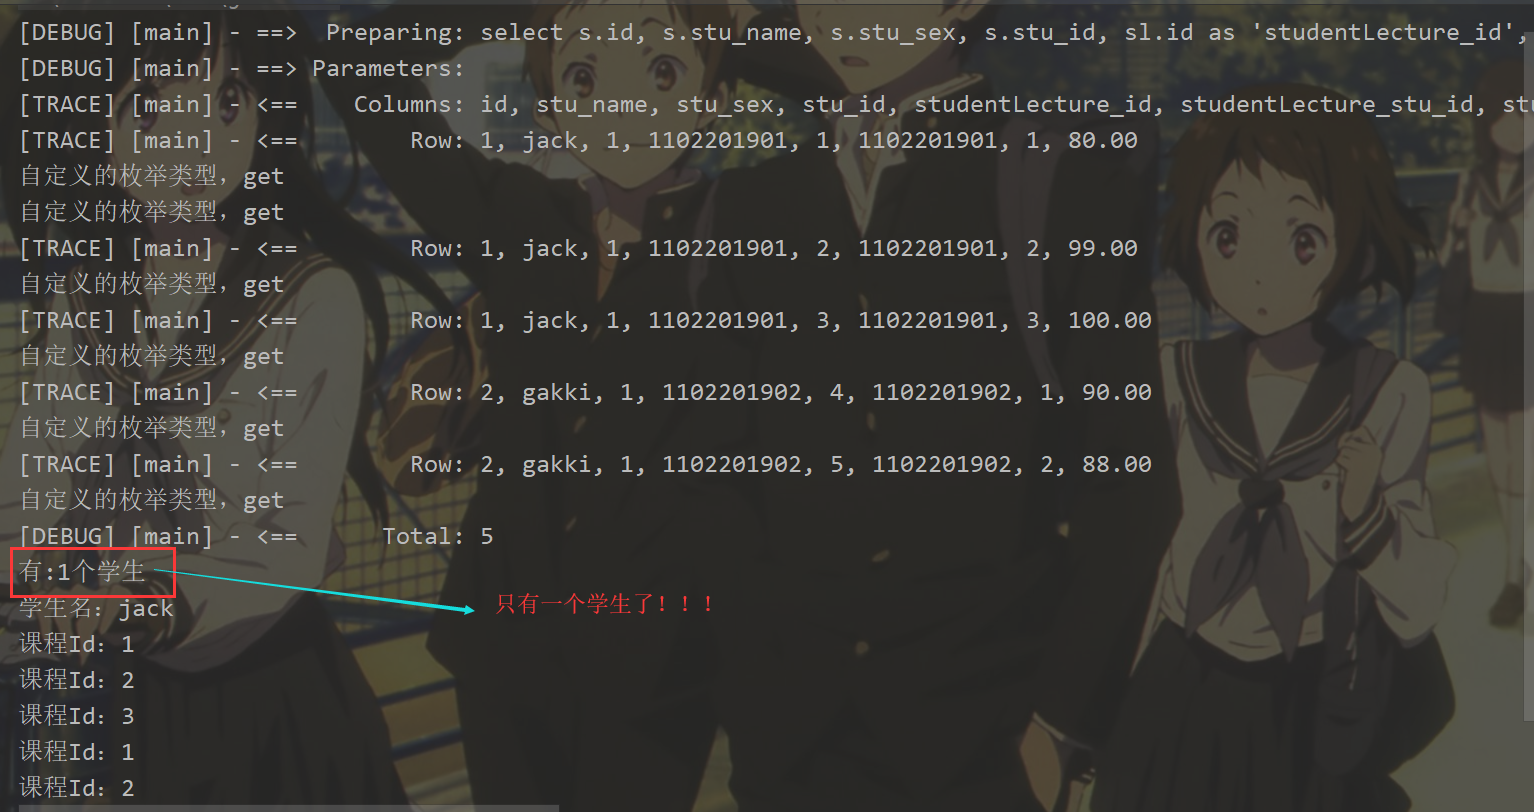 [DEBUG] [main] - ==>  Preparing: select s.id, s.stu_name, s.stu_sex, s.stu_id, sl.id as 'studentLecture_id',
[DEBUG] [main] - ==> Parameters:
[TRACE] [main] - <==    Columns: id, stu_name, stu_sex, stu_id, studentLecture_id, studentLecture_stu_id, stu
[TRACE] [main] - <==        Row: 1, jack, 1, 1102201901, 1, 1102201901, 1, 80.00
自定义的枚举类型，get
自定义的枚举类型，get
[TRACE] [main] - <==        Row: 1, jack, 1, 1102201901, 2, 1102201901, 2, 99.00
自定义的枚举类型，get
[TRACE] [main] - <==        Row: 1, jack, 1, 1102201901, 3, 1102201901, 3, 100.00
自定义的枚举类型，get
[TRACE] [main] - <==        Row: 2, gakki, 1, 1102201902, 4, 1102201902, 1, 90.00
自定义的枚举类型，get
[TRACE] [main] - <==        Row: 2, gakki, 1, 1102201902, 5, 1102201902, 2, 88.00
自定义的枚举类型，get
[DEBUG] [main] - <==      Total: 5
有:1个学生
只有一个学生了！！！
学生名：jack
课程Id：1
课程Id：2
课程Id：3
课程Id：1
课程Id：2